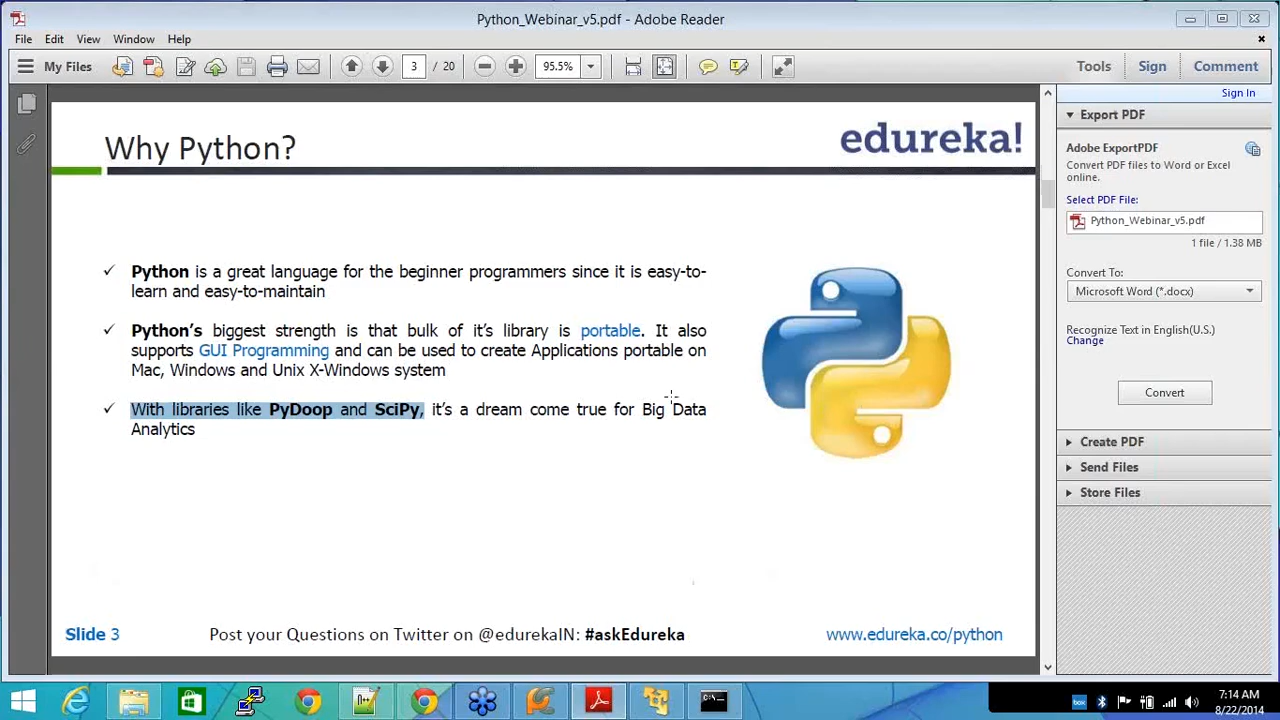 Python_Webinar_v5.pdf - Adobe Reader
File Edit View Window Help
My Files 3 / 20 95.5% Tools Sign Comment
Sign In
Why Python?
edureka!
Python is a great language for the beginner programmers since it is easy-to-
learn and easy-to-maintain
Python’s biggest strength is that bulk of it’s library is portable. It also
supports GUI Programming and can be used to create Applications portable on
Mac, Windows and Unix X-Windows system
With libraries like PyDoop and SciPy, it’s a dream come true for Big Data
Analytics
Slide 3 Post your Questions on Twitter on @edurekaIN: #askEdureka www.edureka.co/python
Export PDF
Adobe ExportPDF
Convert PDF files to Word or Excel
online.
Select PDF File:
Python_Webinar_v5.pdf
1 file / 1.38 MB
Convert To:
Microsoft Word (*.docx)
Recognize Text in English(U.S.)
Change
Convert
Create PDF
Send Files
Store Files
box
7:14 AM
8/22/2014